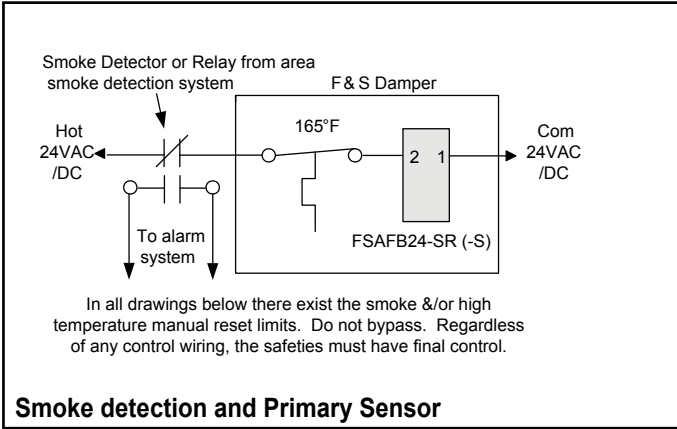 Smoke Detector or Relay from area
smoke detection system
F & S Damper
Hot
24VAC
/DC
165°F
2 1
Com
24VAC
/DC
To alarm
system
FSAFB24-SR (-S)
In all drawings below there exist the smoke &/or high
temperature manual reset limits. Do not bypass. Regardless
of any control wiring, the safeties must have final control.
Smoke detection and Primary Sensor